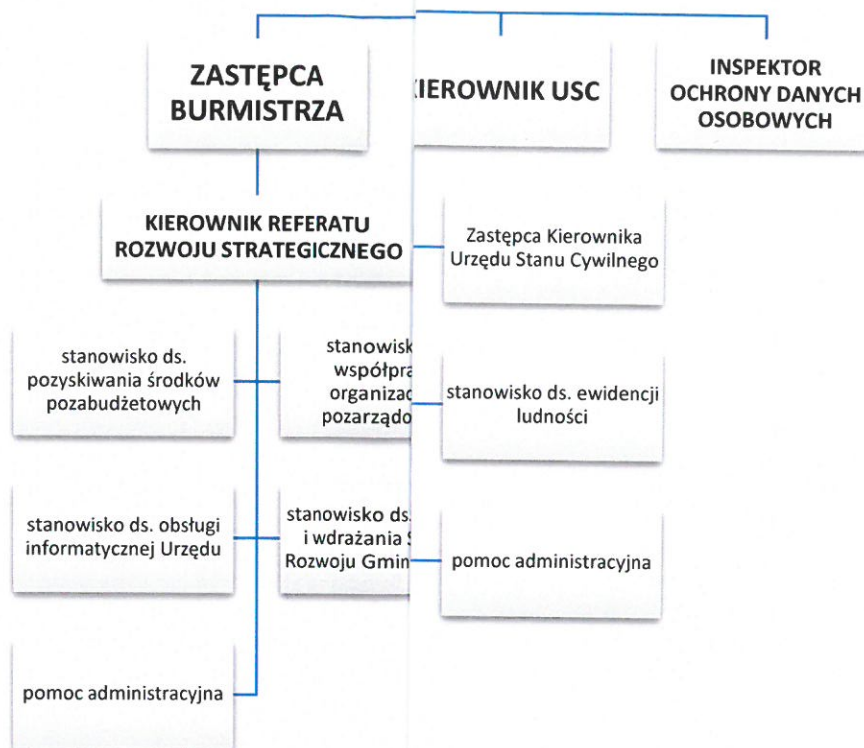 ZASTĘPCA
BURMISTRZA
KIEROWNIK USC
INSPEKTOR
OCHRONY DANYCH
OSOBOWYCH
KIEROWNIK REFERATU
ROZWOJU STRATEGICZNEGO
Zastępca Kierownika
Urzędu Stanu Cywilnego
stanowisko ds.
pozyskiwania środków
pozabudżetowych
stanowisk
współpra
organizac
pozarządo
stanowisko ds. ewidencji
ludności
stanowisko ds. obsługi
informatycznej Urzędu
stanowisko ds.
i wdrażania S
Rozwoju Gmin
pomoc administracyjna
pomoc administracyjna